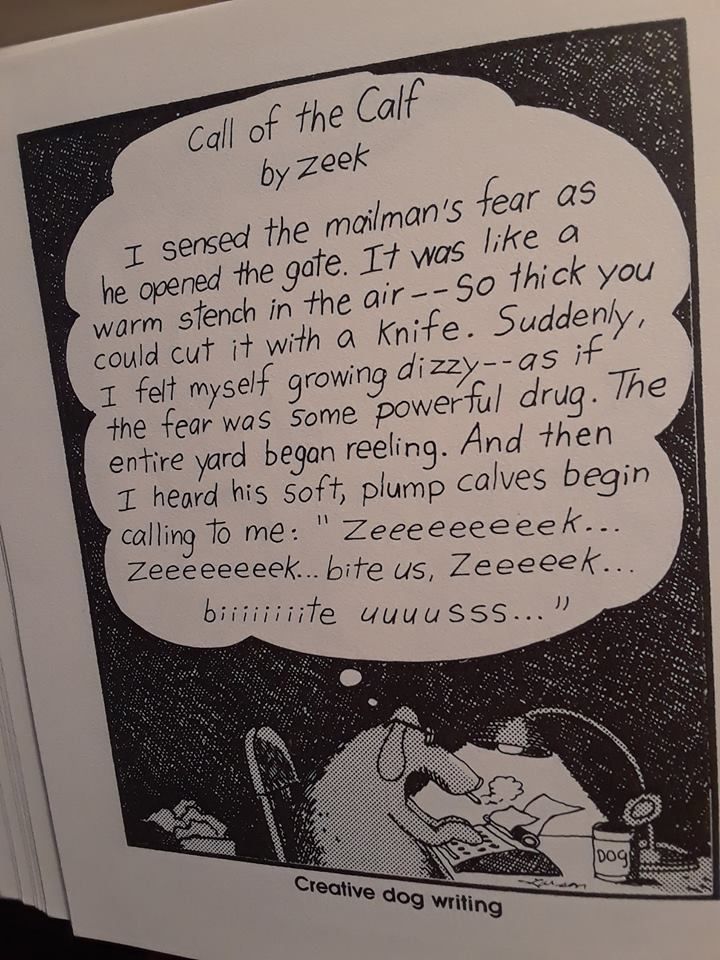 Call of the Calf
by Zeek
I sensed the mailman's fear as
he opened the gate. It was like a
warm stench in the air--So thick you
could cut it with a knife. Suddenly,
I felt myself growing dizzy--as if
the fear was some powerful drug. The
entire yard began reeling. And then
I heard his soft, plump calves begin
calling to me: "Zeeeeeeeeek...
Zeeeeeeeek... bite us, Zeeeeek...
biiiiiiiite uuuusss..."
DOG
Larson
Creative dog writing